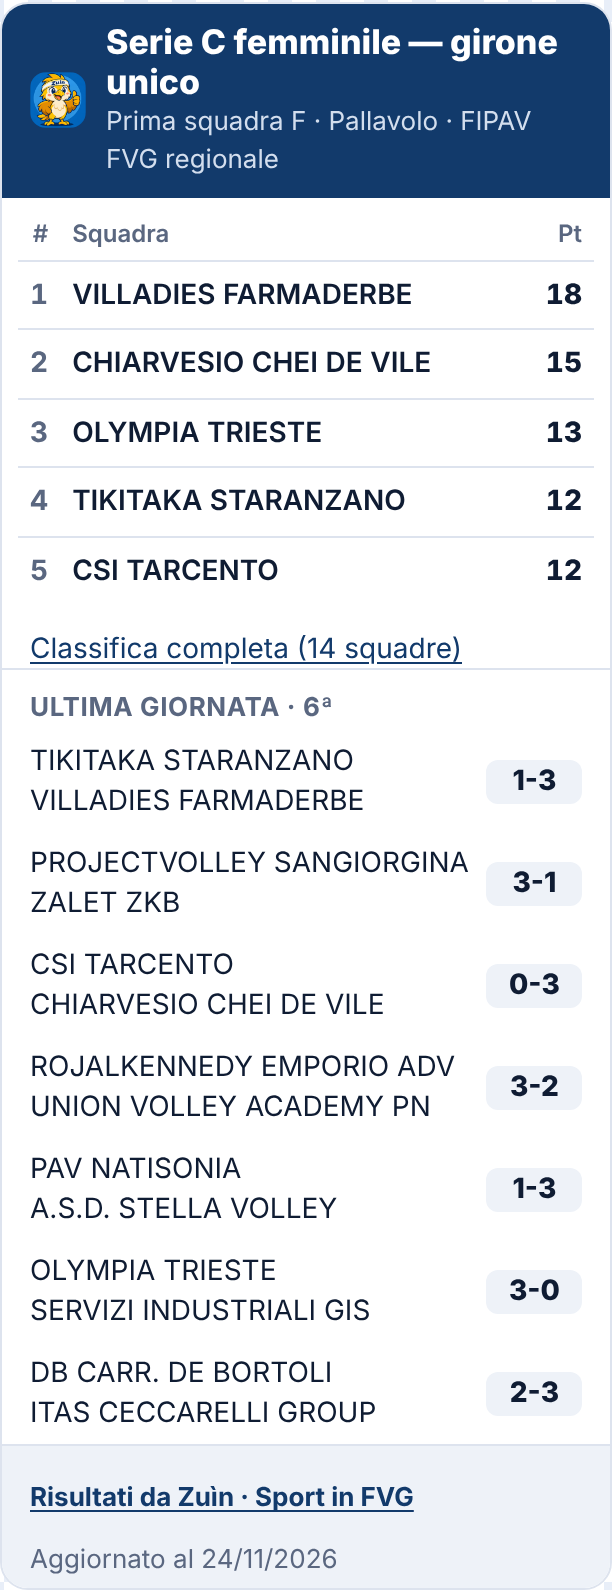 Serie C femminile — girone
unico
Prima squadra F · Pallavolo · FIPAV
FVG regionale
Zuìn
# Squadra Pt
1 VILLADIES FARMADERBE 18
2 CHIARVESIO CHEI DE VILE 15
3 OLYMPIA TRIESTE 13
4 TIKITAKA STARANZANO 12
5 CSI TARCENTO 12
Classifica completa (14 squadre)
ULTIMA GIORNATA · 6ª
TIKITAKA STARANZANO
VILLADIES FARMADERBE
1-3
PROJECTVOLLEY SANGIORGINA
ZALET ZKB
3-1
CSI TARCENTO
CHIARVESIO CHEI DE VILE
0-3
ROJALKENNEDY EMPORIO ADV
UNION VOLLEY ACADEMY PN
3-2
PAV NATISONIA
A.S.D. STELLA VOLLEY
1-3
OLYMPIA TRIESTE
SERVIZI INDUSTRIALI GIS
3-0
DB CARR. DE BORTOLI
ITAS CECCARELLI GROUP
2-3
Risultati da Zuìn · Sport in FVG
Aggiornato al 24/11/2026